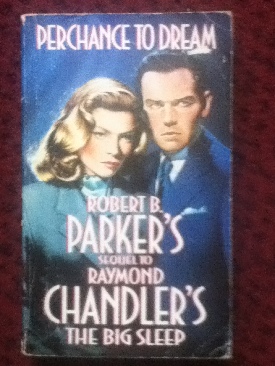 PERCHANCE TO DREAM
ROBERT B.
PARKER'S
SEQUEL TO
RAYMOND
CHANDLER'S
THE BIG SLEEP